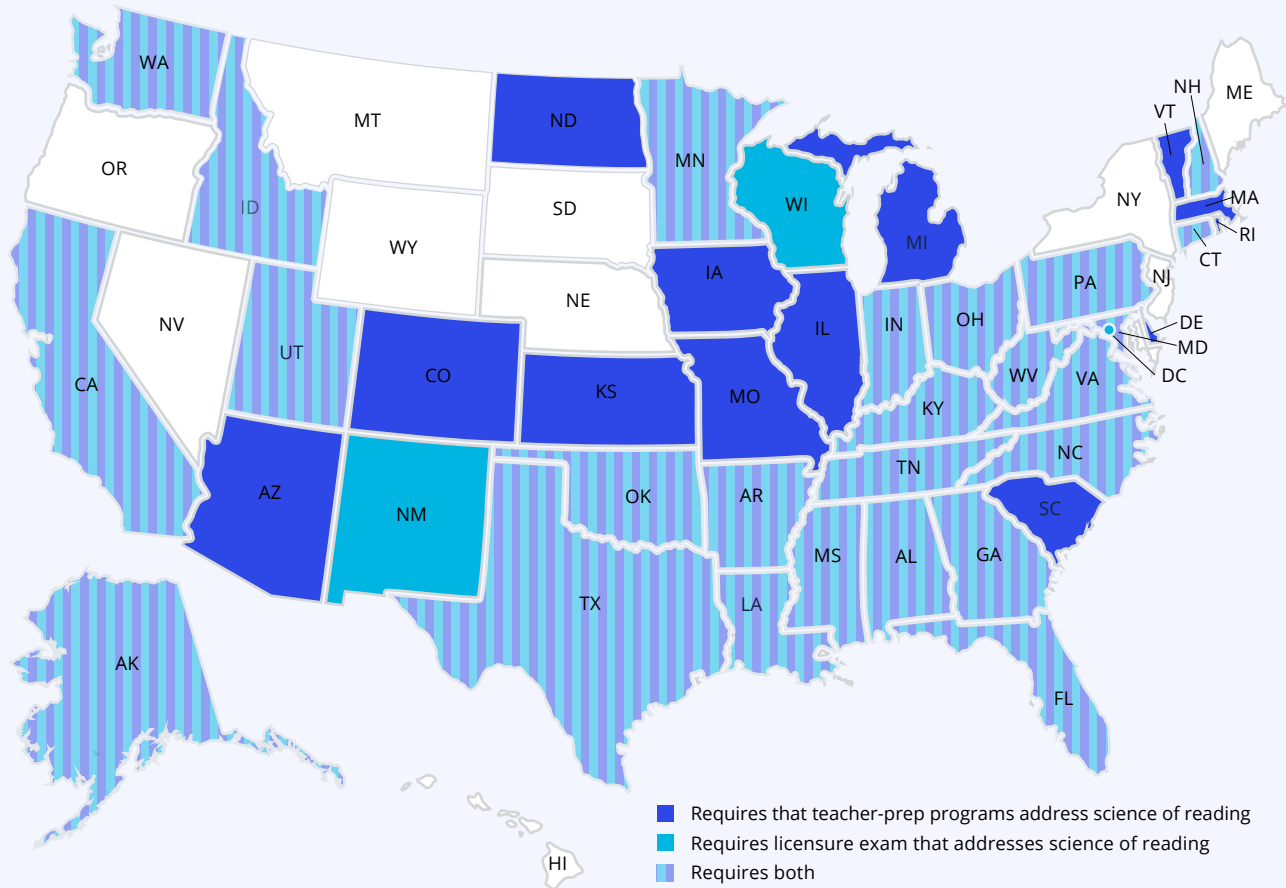 WA
MT
ND
MN
OR
ID
SD
WI
MI
VT
NH
ME
NY
MA
RI
CT
WY
NE
IA
PA
NJ
NV
UT
CO
KS
MO
IL
IN
OH
DE
MD
DC
CA
WV
VA
KY
AZ
NM
OK
AR
TN
NC
SC
TX
LA
MS
AL
GA
AK
FL
HI
Requires that teacher-prep programs address science of reading
Requires licensure exam that addresses science of reading
Requires both